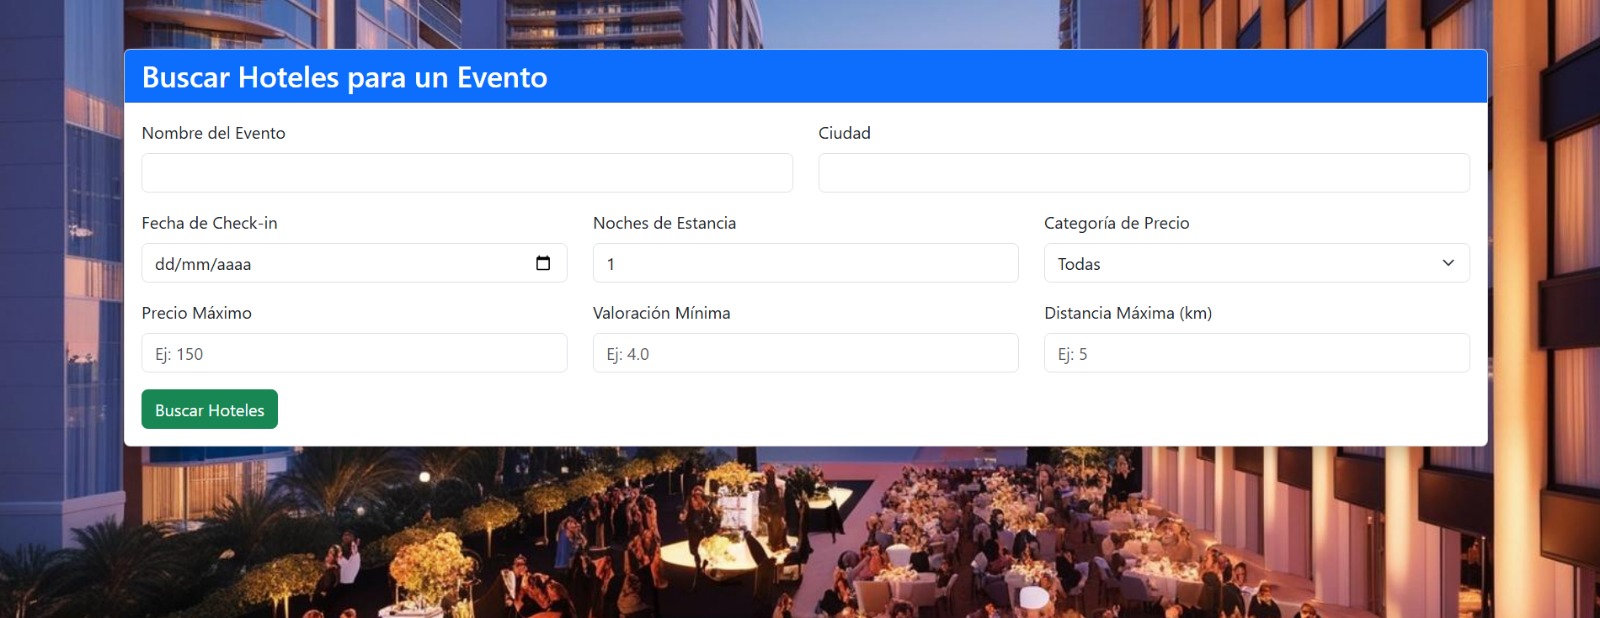 Buscar Hoteles para un Evento
Nombre del Evento
Ciudad
Fecha de Check-in
Noches de Estancia
Categoría de Precio
dd/mm/aaaa
1
Todas
Precio Máximo
Valoración Mínima
Distancia Máxima (km)
Ej: 150
Ej: 4.0
Ej: 5
Buscar Hoteles